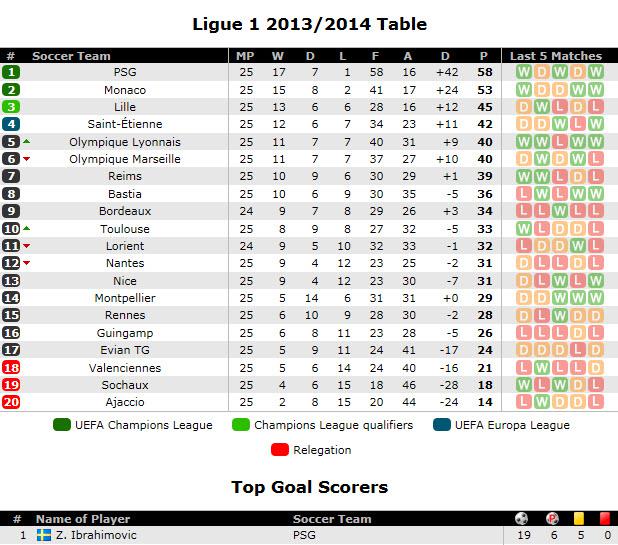 Ligue 1 2013/2014 Table
# Soccer Team MP W D L F A D P Last 5 Matches
1 PSG 25 17 7 1 58 16 +42 58 W D W D W
2 Monaco 25 15 8 2 41 17 +24 53 W D D W W
3 Lille 25 13 6 6 28 16 +12 45 D W L D L
4 Saint-Étienne 25 12 6 7 34 23 +11 42 D D W L W
5 Olympique Lyonnais 25 11 7 7 40 31 +9 40 W W L W W
6 Olympique Marseille 25 11 7 7 37 27 +10 40 W D W D L
7 Reims 25 10 9 6 30 29 +1 39 W W L D L
8 Bastia 25 10 6 9 30 35 -5 36 L W L W W
9 Bordeaux 24 9 7 8 29 26 +3 34 L L W L L
10 Toulouse 25 8 9 8 27 32 -5 33 W L D D L
11 Lorient 24 9 5 10 32 33 -1 32 L D D W L
12 Nantes 24 9 4 12 23 25 -2 31 D L L D L
13 Nice 25 9 4 12 23 30 -7 31 D L W L W
14 Montpellier 25 5 14 6 31 31 +0 29 D D W W W
15 Rennes 25 6 10 9 28 30 -2 28 D L W D D
16 Guingamp 25 6 8 11 23 28 -5 26 L L L D L
17 Evian TG 25 5 9 11 24 41 -17 24 D D D L D
18 Valenciennes 25 5 6 14 24 40 -16 21 L W L L D
19 Sochaux 25 4 6 15 18 46 -28 18 W L W D L
20 Ajaccio 25 2 8 15 20 44 -24 14 L W D D L
UEFA Champions League Champions League qualifiers UEFA Europa League
Relegation
Top Goal Scorers
# Name of Player Soccer Team P
1 Z. Ibrahimovic PSG 19 6 5 0